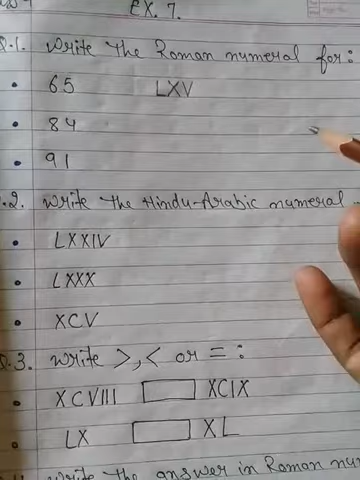 EX. 7.
Q.1. Write the Roman numeral for:
• 65 LXV
• 84
• 91
Q.2. Write the Hindu-Arabic numeral
• LXXIV
• LXXX
• XCV
Q.3. Write >, < or = :
• XCVIII XCIX
• LX XL
Write the answer in Roman num